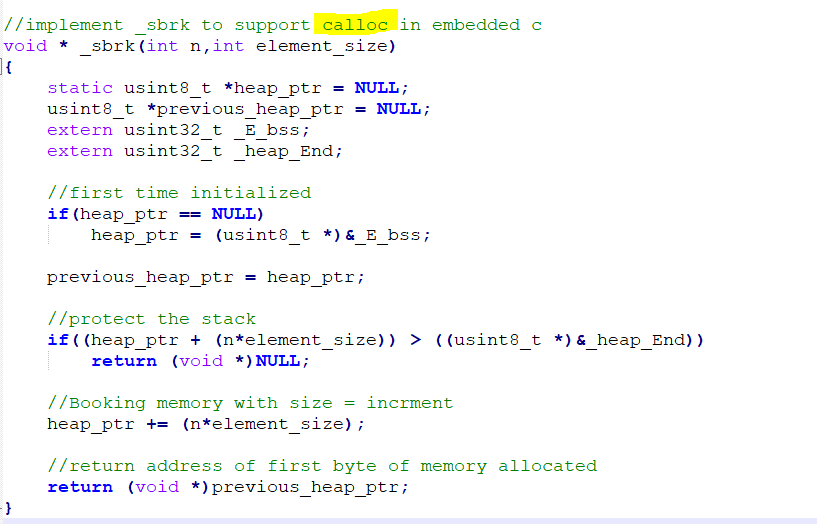 //implement _sbrk to support calloc in embedded c
void * _sbrk(int n,int element_size)
{
static usint8_t *heap_ptr = NULL;
usint8_t *previous_heap_ptr = NULL;
extern usint32_t _E_bss;
extern usint32_t _heap_End;
//first time initialized
if(heap_ptr == NULL)
heap_ptr = (usint8_t *)&_E_bss;
previous_heap_ptr = heap_ptr;
//protect the stack
if((heap_ptr + (n*element_size)) > ((usint8_t *)&_heap_End))
return (void *)NULL;
//Booking memory with size = incrment
heap_ptr += (n*element_size);
//return address of first byte of memory allocated
return (void *)previous_heap_ptr;
}